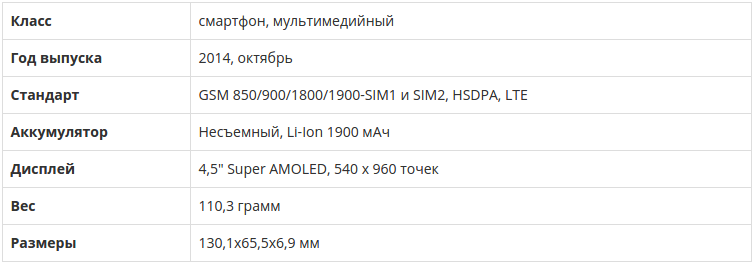 Класс смартфон, мультимедийный
Год выпуска 2014, октябрь
Стандарт GSM 850/900/1800/1900-SIM1 и SIM2, HSDPA, LTE
Аккумулятор Несъемный, Li-Ion 1900 мАч
Дисплей 4,5" Super AMOLED, 540 x 960 точек
Вес 110,3 грамм
Размеры 130,1x65,5x6,9 мм